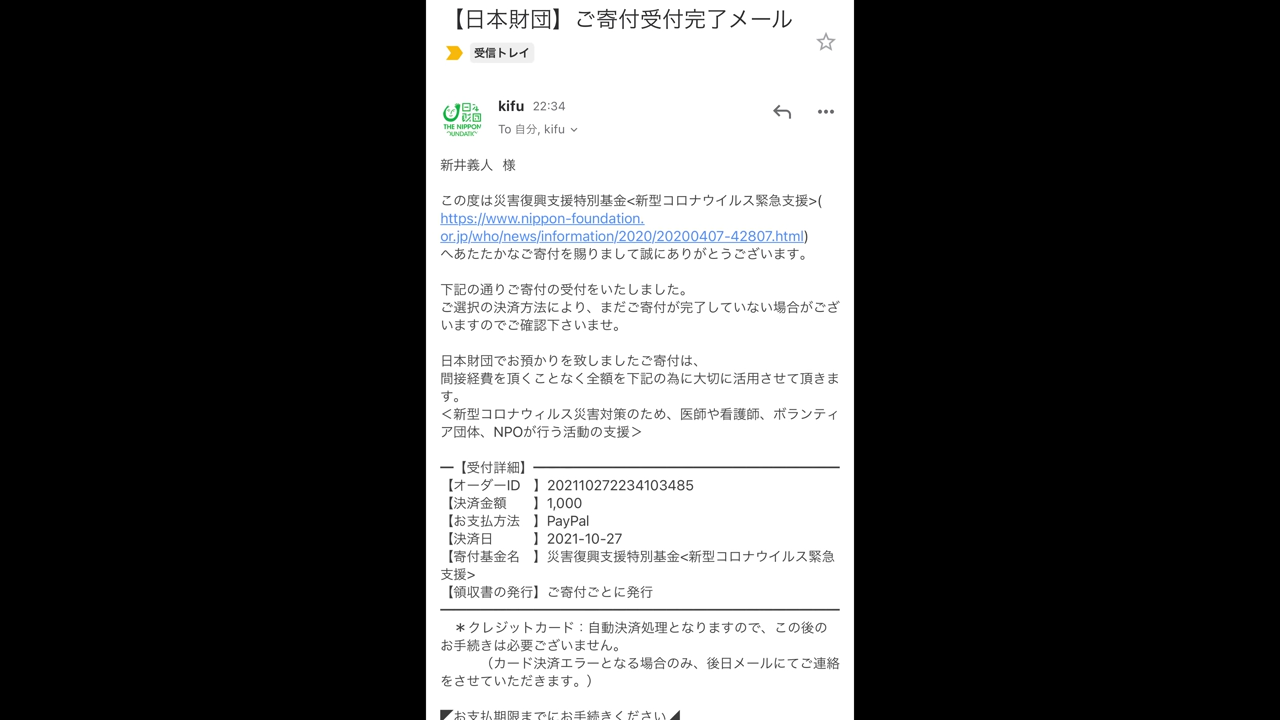 【日本財団】ご寄付受付完了メール
受信トレイ
kifu 22:34
To 自分, kifu
THE NIPPON
新井義人 様
この度は災害復興支援特別基金<新型コロナウイルス緊急支援>(
https://www.nippon-foundation.
or.jp/who/news/information/2020/20200407-42807.html)
へあたたかなご寄付を賜りまして誠にありがとうございます。
下記の通りご寄付の受付をいたしました。
ご選択の決済方法により、まだご寄付が完了していない場合がござ
いますのでご確認下さいませ。
日本財団でお預かりを致しましたご寄付は、
間接経費を頂くことなく全額を下記の為に大切に活用させて頂きま
す。
＜新型コロナウィルス災害対策のため、医師や看護師、ボランティ
ア団体、NPOが行う活動の支援＞
━【受付詳細】━━━━━━━━━━━━━━━━━━━━━━━
【オーダーID 】202110272234103485
【決済金額 】1,000
【お支払方法 】PayPal
【決済日 】2021-10-27
【寄付基金名 】災害復興支援特別基金<新型コロナウイルス緊急
支援>
【領収書の発行】ご寄付ごとに発行
━━━━━━━━━━━━━━━━━━━━━━━━━━━━━━
＊クレジットカード：自動決済処理となりますので、この後の
お手続きは必要ございません。
（カード決済エラーとなる場合のみ、後日メールにてご連絡
をさせていただきます。）
◤お支払期限までにお手続きください◢